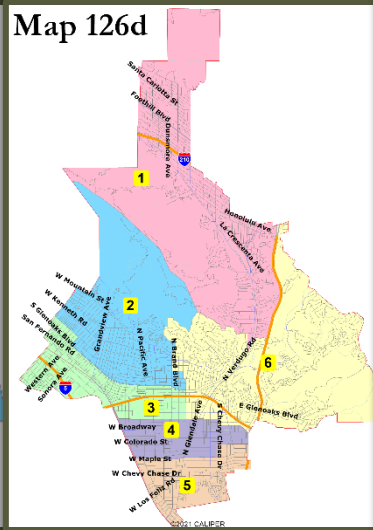 Map 126d
Santa Carlotta St
Foothill Blvd
Dunsmore Ave
210
1
Honolulu Ave
La Crescenta Ave
W Mountain St
W Kenneth Rd
Grandview Ave
2
S Glenoaks Blvd
San Fernando Rd
N Pacific Ave
N Brand Blvd
N Verdugo Rd
6
Western Ave
Sonora Ave
5
E Glenoaks Blvd
3
W Broadway
4
N Glendale Ave
S Chevy Chase Dr
W Colorado St
W Maple St
W Chevy Chase Dr
5
W Los Feliz Rd
©2021 CALIPER